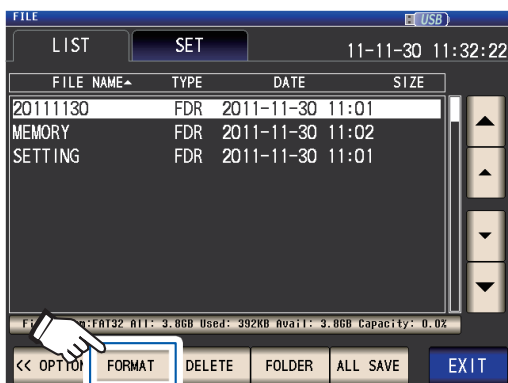 FILE USB
LIST SET 11-11-30 11:32:22
FILE NAME▲ TYPE DATE SIZE
20111130 FDR 2011-11-30 11:01
MEMORY FDR 2011-11-30 11:02
SETTING FDR 2011-11-30 11:01
:FAT32 All: 3.8GB Used: 392KB Avail: 3.8GB Capacity: 0.0%
<< FORMAT DELETE FOLDER ALL SAVE EXIT